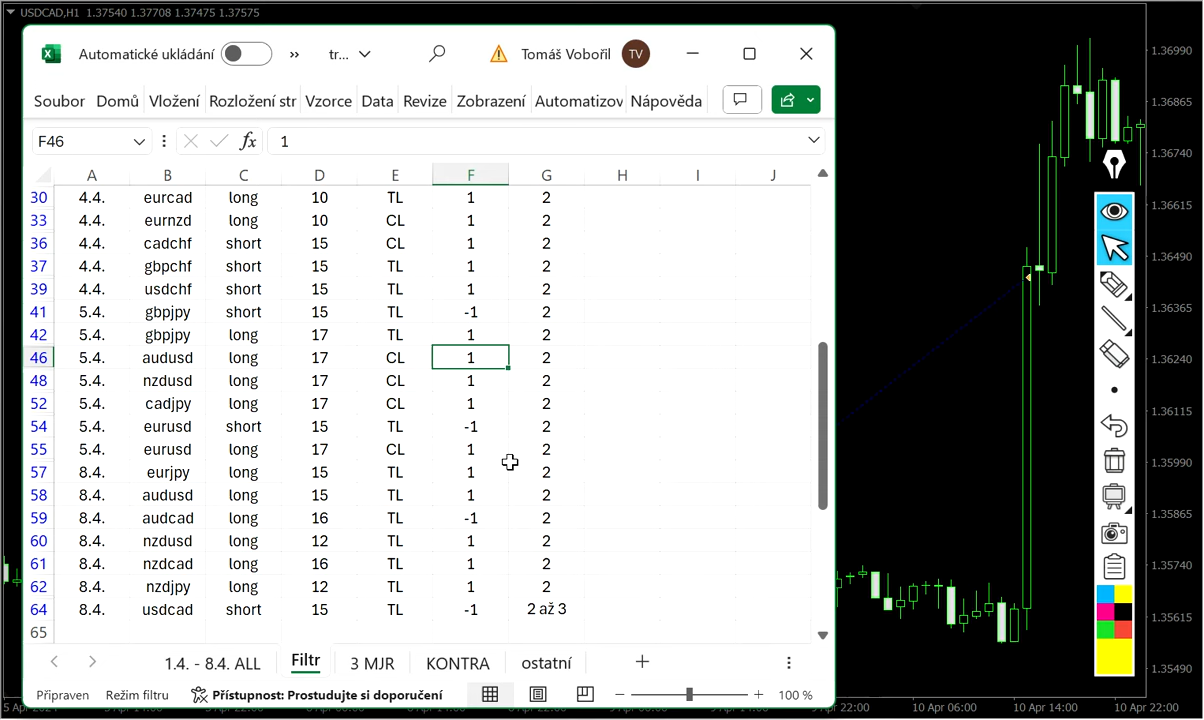 USDCAD,H1 1.37540 1.37708 1.37475 1.37575
Automatické ukládání
tr...
Tomáš Vobořil
TV
Soubor Domů Vložení Rozložení str Vzorce Data Revize Zobrazení Automatizov Nápověda
F46 fx 1
A B C D E F G H I J
30 4.4. eurcad long 10 TL 1 2
33 4.4. eurnzd long 10 CL 1 2
36 4.4. cadchf short 15 CL 1 2
37 4.4. gbpchf short 15 TL 1 2
39 4.4. usdchf short 15 TL 1 2
41 5.4. gbpjpy short 15 TL -1 2
42 5.4. gbpjpy long 17 TL 1 2
46 5.4. audusd long 17 CL 1 2
48 5.4. nzdusd long 17 CL 1 2
52 5.4. cadjpy long 17 CL 1 2
54 5.4. eurusd short 15 TL -1 2
55 5.4. eurusd long 17 CL 1 2
57 8.4. eurjpy long 15 TL 1 2
58 8.4. audusd long 15 TL 1 2
59 8.4. audcad long 16 TL -1 2
60 8.4. nzdusd long 12 TL 1 2
61 8.4. nzdcad long 16 TL 1 2
62 8.4. nzdjpy long 12 TL 1 2
64 8.4. usdcad short 15 TL -1 2 až 3
65
1.4. - 8.4. ALL Filtr 3 MJR KONTRA ostatní
Připraven Režim filtru Přístupnost: Prostudujte si doporučení 100 %
1.36990
1.36865
1.36740
1.36615
1.36490
1.36365
1.36240
1.36115
1.35990
1.35865
1.35740
1.35615
1.35490
10 Apr 06:00 10 Apr 14:00 10 Apr 22:00